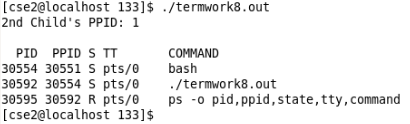 [cse2@localhost 133]$ ./termwork8.out
2nd Child's PPID: 1
PID PPID S TT COMMAND
30554 30551 S pts/0 bash
30592 30554 S pts/0 ./termwork8.out
30595 30592 R pts/0 ps -o pid,ppid,state,tty,command
[cse2@localhost 133]$